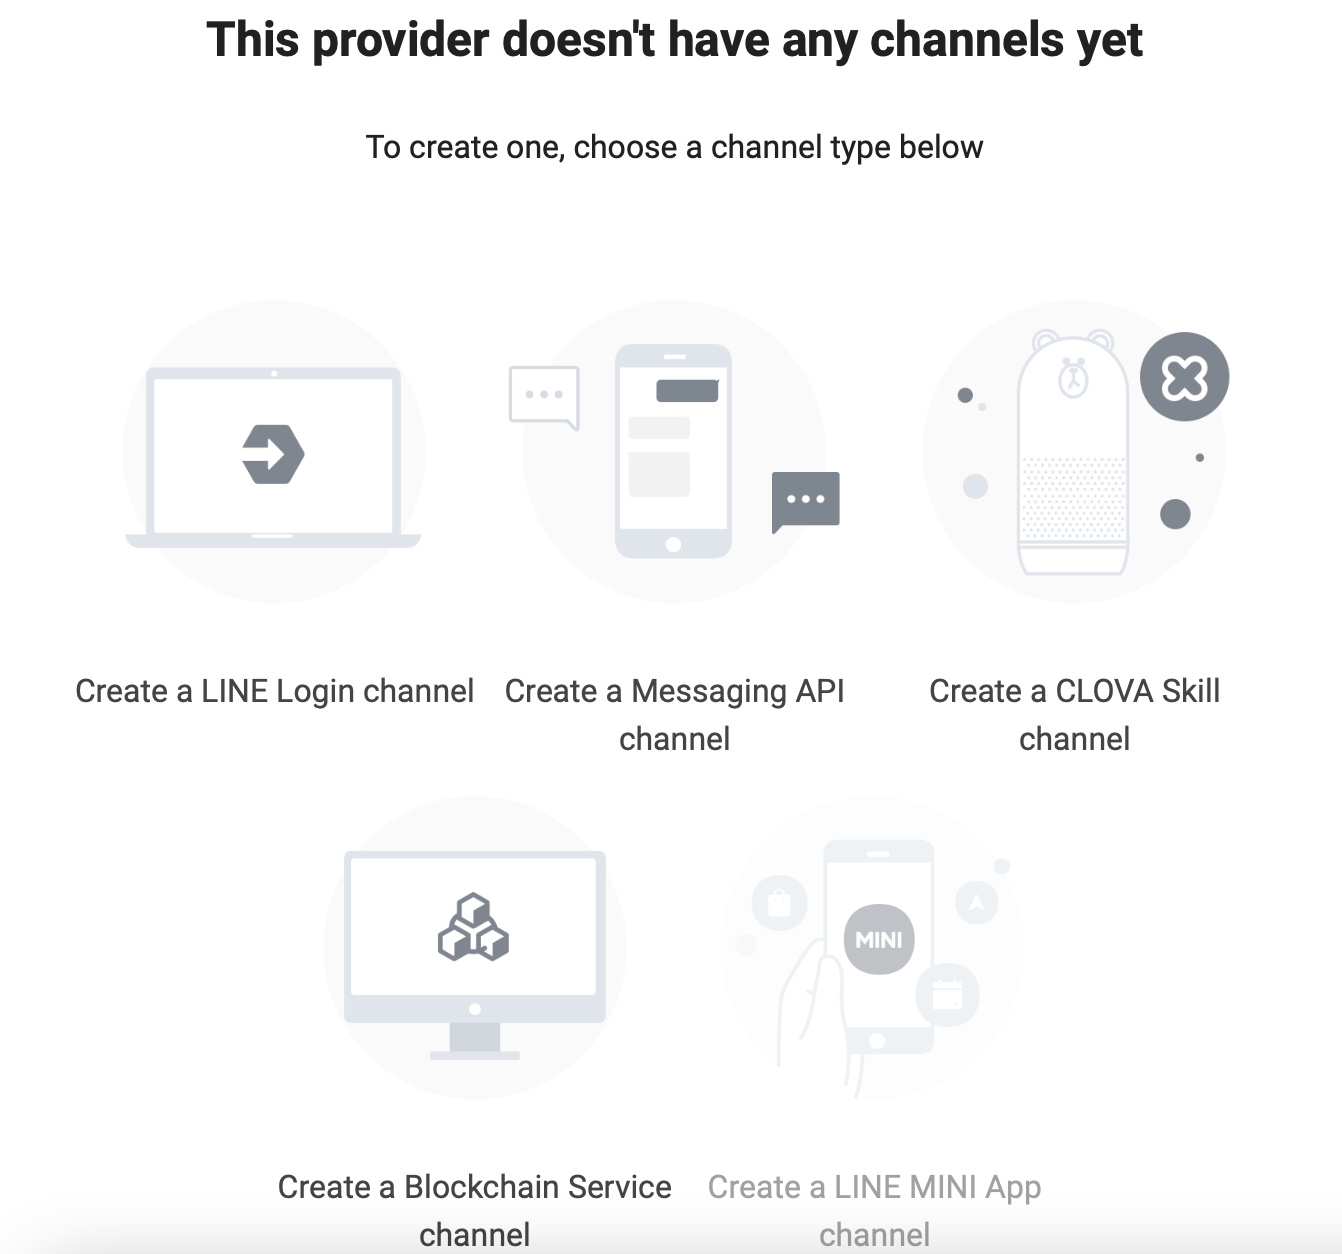 This provider doesn't have any channels yet
To create one, choose a channel type below
Create a LINE Login channel
Create a Messaging API
channel
Create a CLOVA Skill
channel
MINI
Create a Blockchain Service
channel
Create a LINE MINI App
channel